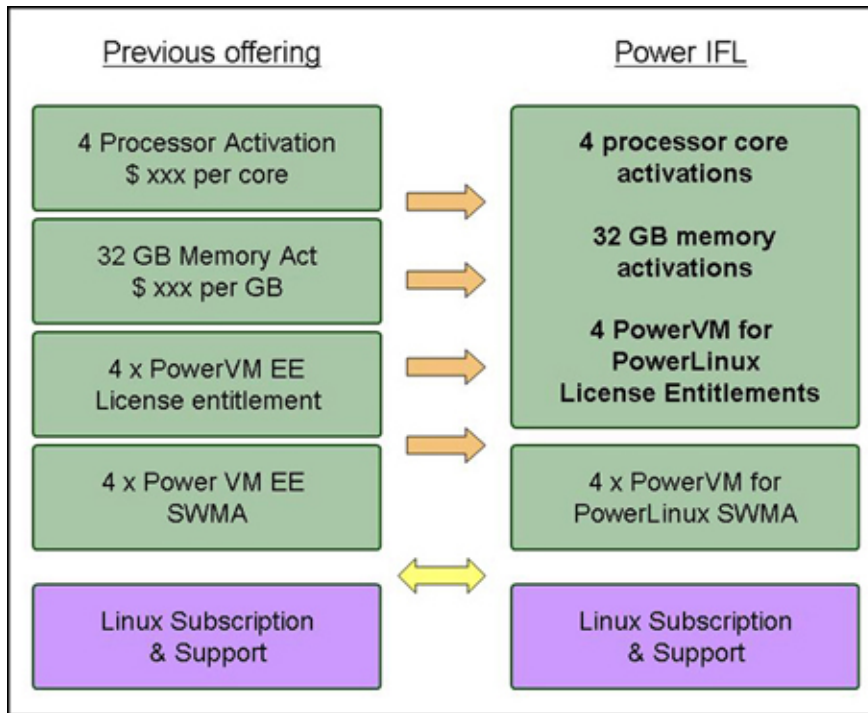 Previous offering
4 Processor Activation
$ xxx per core
32 GB Memory Act
$ xxx per GB
4 x PowerVM EE
License entitlement
4 x Power VM EE
SWMA
Linux Subscription
& Support
Power IFL
4 processor core
activations
32 GB memory
activations
4 PowerVM for
PowerLinux
License Entitlements
4 x PowerVM for
PowerLinux SWMA
Linux Subscription
& Support